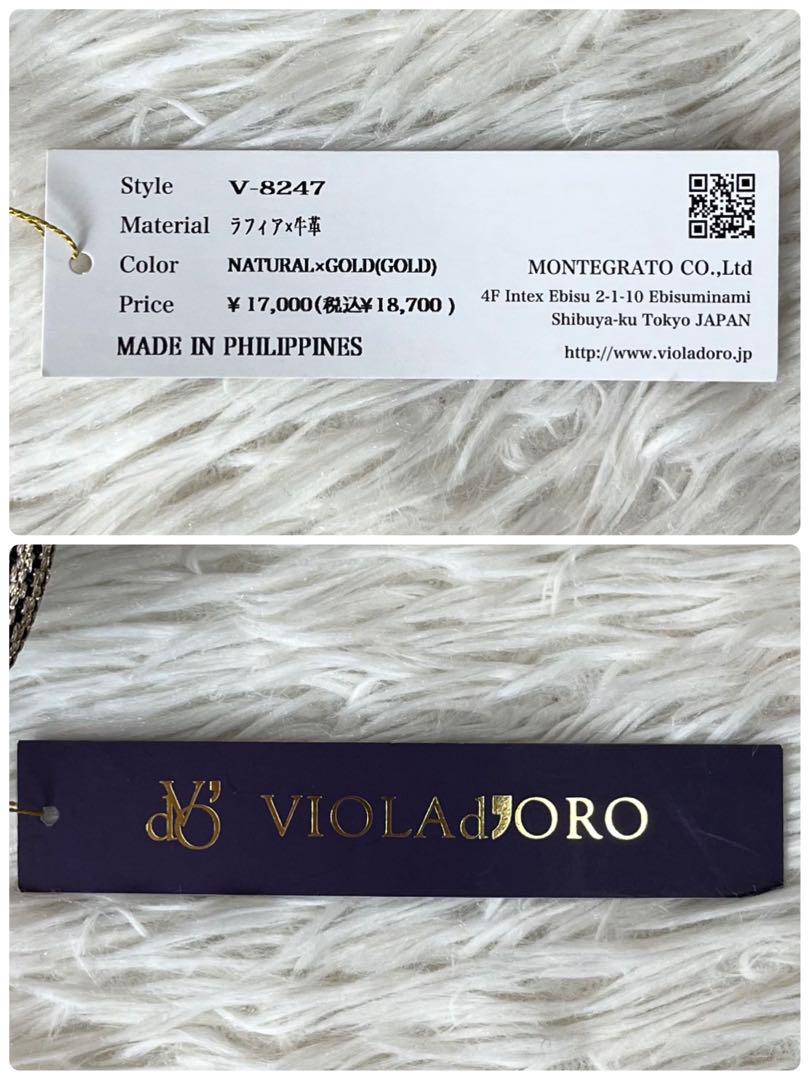 Style V-8247
Material ラフィア×牛革
Color NATURAL×GOLD(GOLD)
Price ¥ 17,000(税込¥18,700 )
MADE IN PHILIPPINES
MONTEGRATO CO.,Ltd
4F Intex Ebisu 2-1-10 Ebisuminami
Shibuya-ku Tokyo JAPAN
http://www.violadoro.jp
Vd'O VIOLAd'ORO